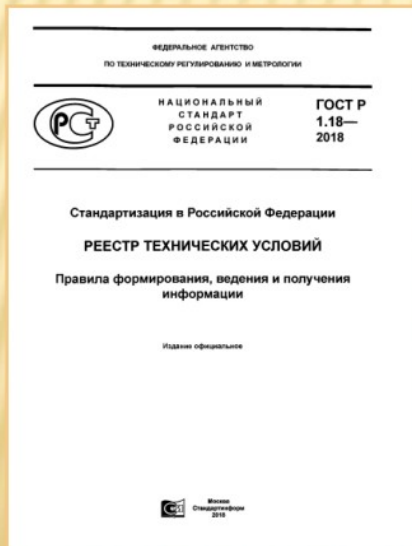 ФЕДЕРАЛЬНОЕ АГЕНТСТВО
ПО ТЕХНИЧЕСКОМУ РЕГУЛИРОВАНИЮ И МЕТРОЛОГИИ
НАЦИОНАЛЬНЫЙ
СТАНДАРТ
РОССИЙСКОЙ
ФЕДЕРАЦИИ
ГОСТ Р
1.18—
2018
Стандартизация в Российской Федерации
РЕЕСТР ТЕХНИЧЕСКИХ УСЛОВИЙ
Правила формирования, ведения и получения
информации
Издание официальное
Москва
Стандартинформ
2018